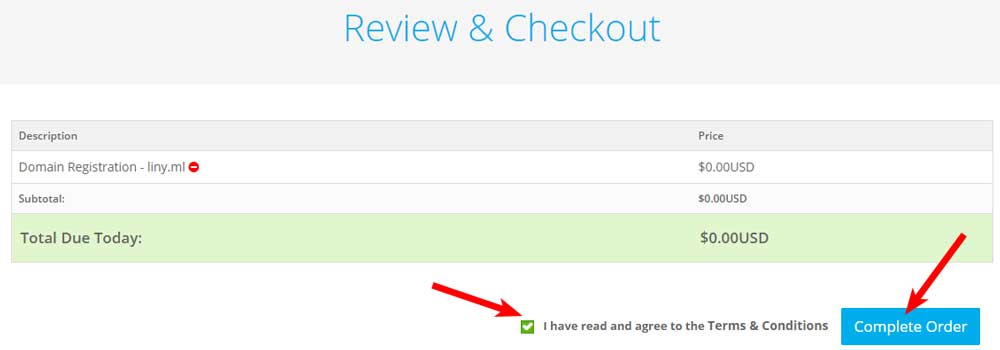 Review & Checkout
Description Price
Domain Registration - liny.ml $0.00USD
Subtotal: $0.00USD
Total Due Today: $0.00USD
I have read and agree to the Terms & Conditions Complete Order